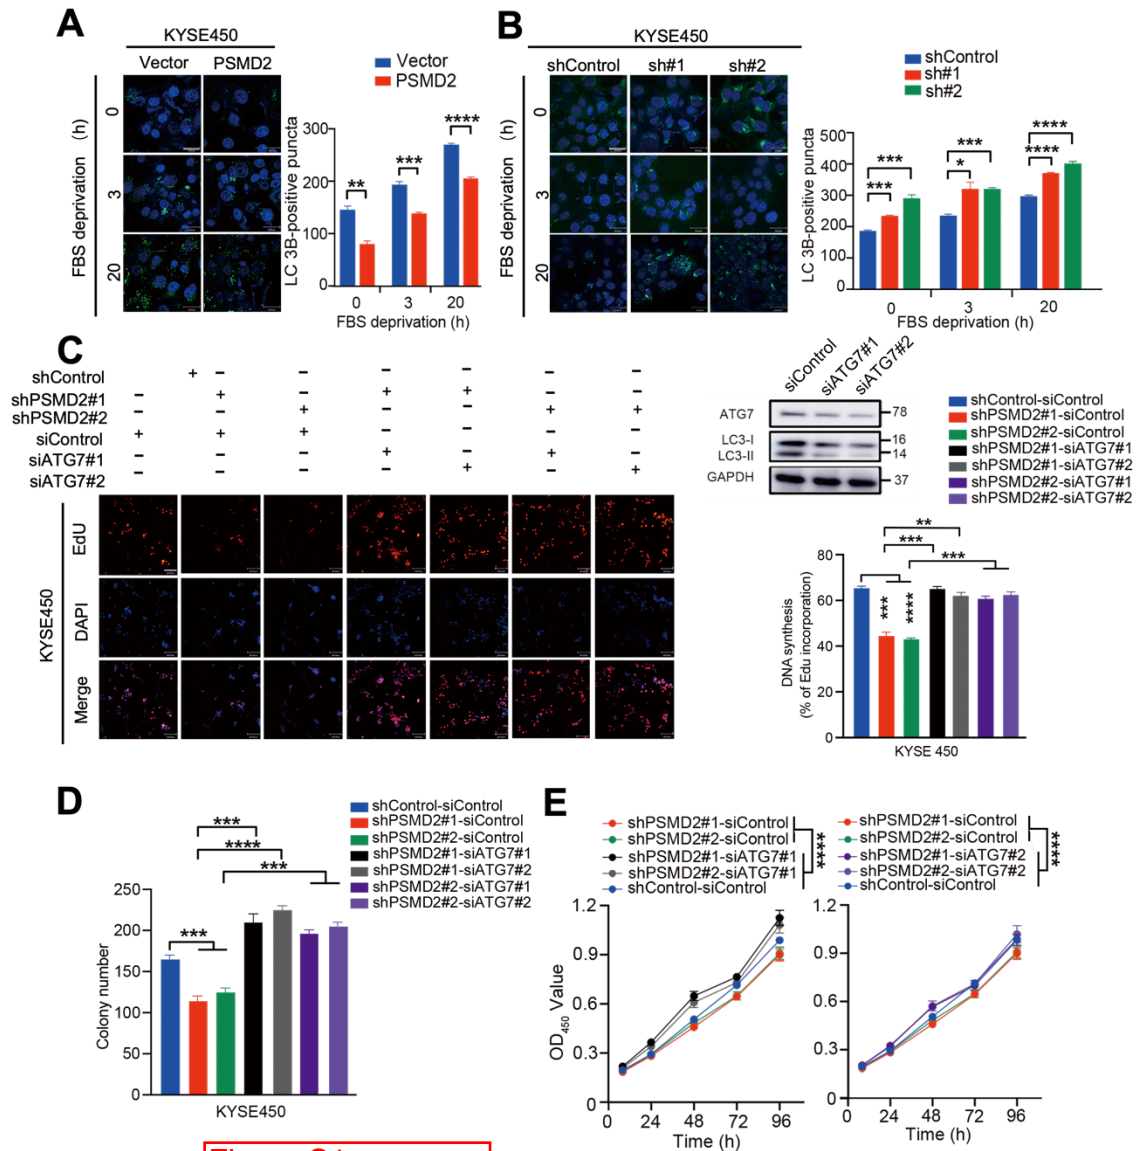 A
KYSE450
Vector PSMD2
FBS deprivation (h)
0
3
20
Vector
PSMD2
LC 3B-positive puncta
300
200
100
0
0 3 20
FBS deprivation (h)
**
***
****
B
KYSE450
shControl sh#1 sh#2
FBS deprivation (h)
0
3
20
shControl
sh#1
sh#2
LC 3B-positive puncta
500
400
300
200
100
0
0 3 20
FBS deprivation (h)
***
***
*
***
****
****
C
shControl – + – – – – – –
shPSMD2#1 – + – + + – –
shPSMD2#2 – – + – – + +
siControl + + + – – – –
siATG7#1 – – – + – + –
siATG7#2 – – – – + – +
KYSE450
EdU
DAPI
Merge
siControl
siATG7#1
siATG7#2
ATG7 78
LC3-I 16
LC3-II 14
GAPDH 37
shControl-siControl
shPSMD2#1-siControl
shPSMD2#2-siControl
shPSMD2#1-siATG7#1
shPSMD2#1-siATG7#2
shPSMD2#2-siATG7#1
shPSMD2#2-siATG7#2
DNA synthesis
(% of Edu incorporation)
80
60
40
20
0
**
***
***
***
****
KYSE 450
D
shControl-siControl
shPSMD2#1-siControl
shPSMD2#2-siControl
shPSMD2#1-siATG7#1
shPSMD2#1-siATG7#2
shPSMD2#2-siATG7#1
shPSMD2#2-siATG7#2
***
****
***
***
Colony number
250
200
150
100
50
0
KYSE450
E
shPSMD2#1-siControl
shPSMD2#2-siControl
shPSMD2#1-siATG7#1
shPSMD2#2-siATG7#1
shControl-siControl
****
OD450 Value
1.2
0.9
0.6
0.3
0
0 24 48 72 96
Time (h)
shPSMD2#1-siControl
shPSMD2#2-siControl
shPSMD2#1-siATG7#2
shPSMD2#2-siATG7#2
shControl-siControl
****
1.2
0.9
0.6
0.3
0
0 24 48 72 96
Time (h)